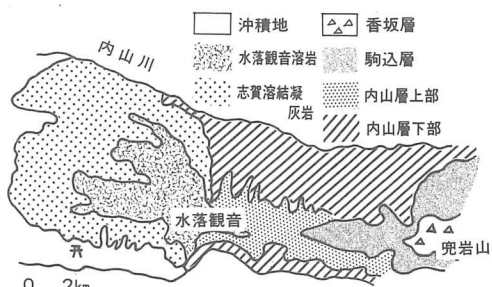 沖積地
香坂層
水落観音溶岩
駒込層
志賀溶結凝
灰岩
内山層上部
内山層下部
内山川
水落観音
兜岩山
0 2km